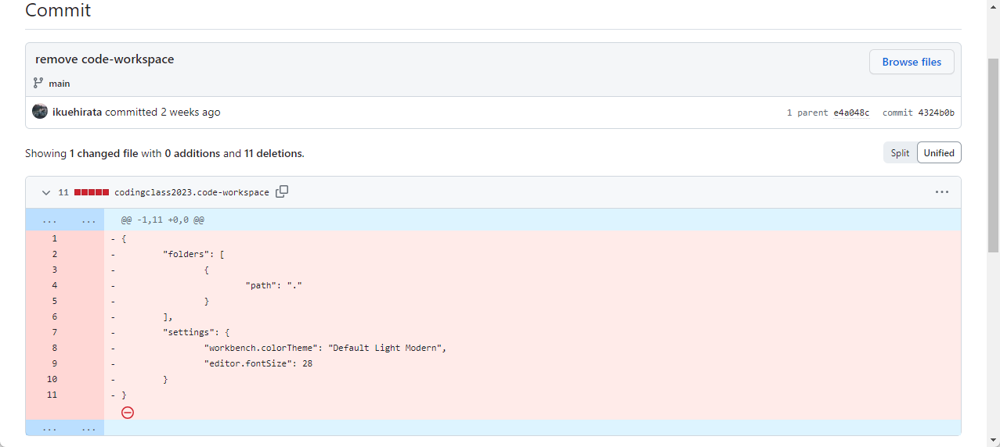 Commit
remove code-workspace
Browse files
main
ikuehirata committed 2 weeks ago
1 parent e4a048c commit 4324b0b
Showing 1 changed file with 0 additions and 11 deletions.
Split Unified
11 codingclass2023.code-workspace
... ... @@ -1,11 +0,0 @@
1 - {
2 - "folders": [
3 - {
4 - "path": "."
5 - }
6 - ],
7 - "settings": {
8 - "workbench.colorTheme": "Default Light Modern",
9 - "editor.fontSize": 28
10 - }
11 - }
... ...